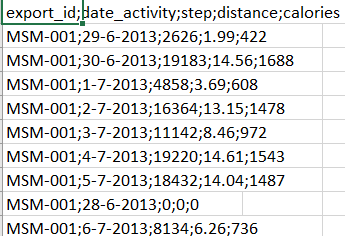 export_id;date_activity;step;distance;calories
MSM-001;29-6-2013;2626;1.99;422
MSM-001;30-6-2013;19183;14.56;1688
MSM-001;1-7-2013;4858;3.69;608
MSM-001;2-7-2013;16364;13.15;1478
MSM-001;3-7-2013;11142;8.46;972
MSM-001;4-7-2013;19220;14.61;1543
MSM-001;5-7-2013;18432;14.04;1487
MSM-001;28-6-2013;0;0;0
MSM-001;6-7-2013;8134;6.26;736